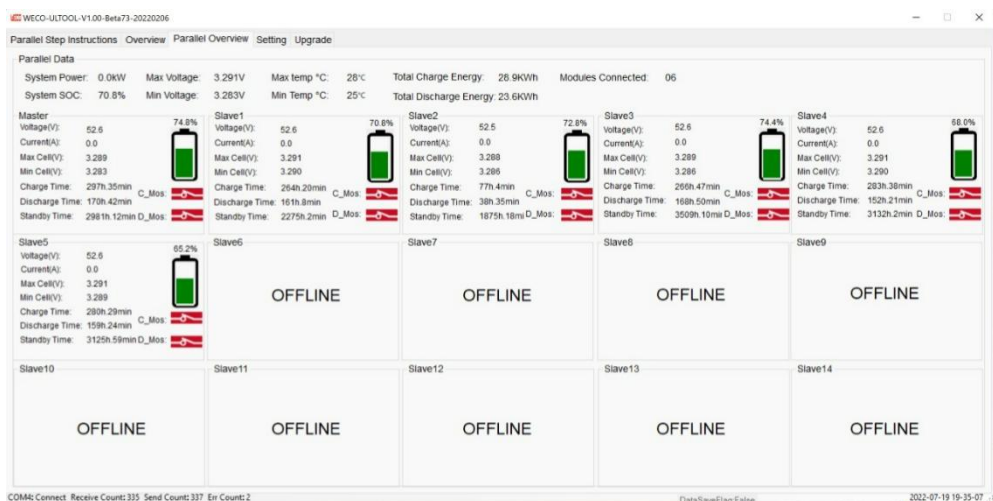 WECO-ULTOOL-V1.00-Beta73-20220206
Parallel Step Instructions Overview Parallel Overview Setting Upgrade
Parallel Data
System Power: 0.0kW Max Voltage: 3.291V Max temp °C: 28°C Total Charge Energy: 28.9KWh Modules Connected: 06
System SOC: 70.8% Min Voltage: 3.283V Min Temp °C: 25°C Total Discharge Energy: 23.6KWh
Master
74.8%
Voltage(V): 52.6
Current(A): 0.0
Max Cell(V): 3.289
Min Cell(V): 3.283
Charge Time: 297h.35min C_Mos:
Discharge Time: 170h.42min
Standby Time: 2981h.12min D_Mos:
Slave1
70.8%
Voltage(V): 52.6
Current(A): 0.0
Max Cell(V): 3.291
Min Cell(V): 3.290
Charge Time: 264h.20min C_Mos:
Discharge Time: 161h.8min
Standby Time: 2275h.2min D_Mos:
Slave2
72.8%
Voltage(V): 52.5
Current(A): 0.0
Max Cell(V): 3.288
Min Cell(V): 3.286
Charge Time: 77h.4min C_Mos:
Discharge Time: 38h.35min
Standby Time: 1875h.18mi D_Mos:
Slave3
74.4%
Voltage(V): 52.6
Current(A): 0.0
Max Cell(V): 3.289
Min Cell(V): 3.286
Charge Time: 266h.47min C_Mos:
Discharge Time: 168h.50min
Standby Time: 3509h.10mi D_Mos:
Slave4
68.0%
Voltage(V): 52.6
Current(A): 0.0
Max Cell(V): 3.291
Min Cell(V): 3.290
Charge Time: 283h.38min C_Mos:
Discharge Time: 152h.21min
Standby Time: 3132h.2min D_Mos:
Slave5
65.2%
Voltage(V): 52.6
Current(A): 0.0
Max Cell(V): 3.291
Min Cell(V): 3.289
Charge Time: 280h.29min C_Mos:
Discharge Time: 159h.24min
Standby Time: 3125h.59min D_Mos:
Slave6
OFFLINE
Slave7
OFFLINE
Slave8
OFFLINE
Slave9
OFFLINE
Slave10
OFFLINE
Slave11
OFFLINE
Slave12
OFFLINE
Slave13
OFFLINE
Slave14
OFFLINE
COM4: Connect Receive Count: 335 Send Count: 337 Err Count: 2 DataSaveFlag:False 2022-07-19 19-35-07